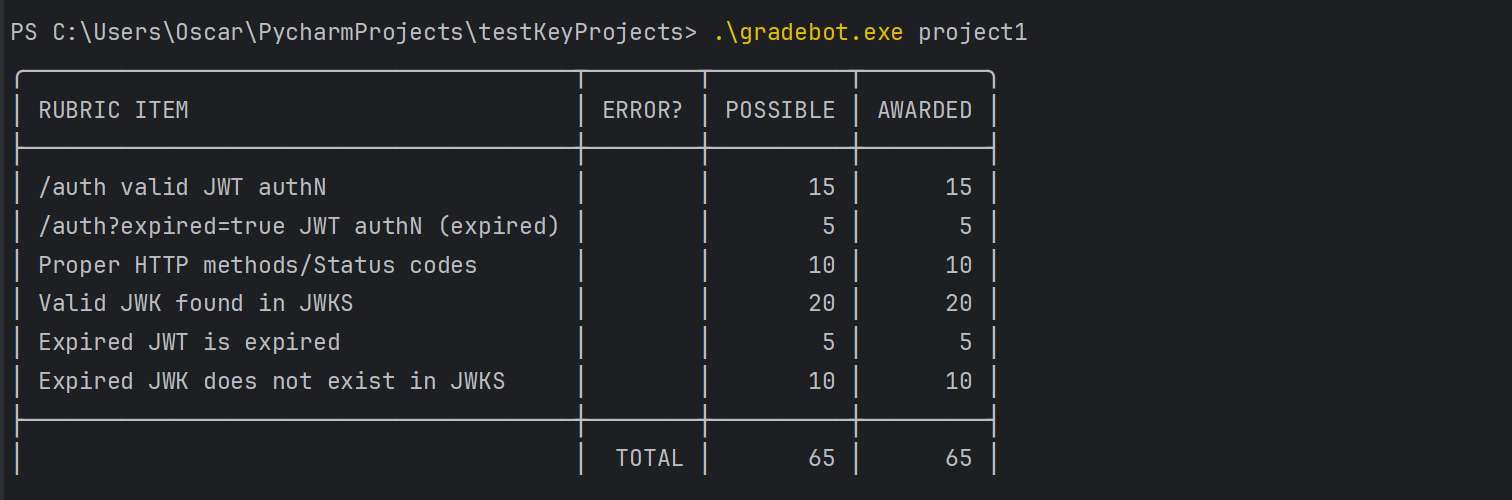 PS C:\Users\Oscar\PycharmProjects\testKeyProjects> .\gradebot.exe project1
RUBRIC ITEM ERROR? POSSIBLE AWARDED
/auth valid JWT authN 15 15
/auth?expired=true JWT authN (expired) 5 5
Proper HTTP methods/Status codes 10 10
Valid JWK found in JWKS 20 20
Expired JWT is expired 5 5
Expired JWK does not exist in JWKS 10 10
TOTAL 65 65